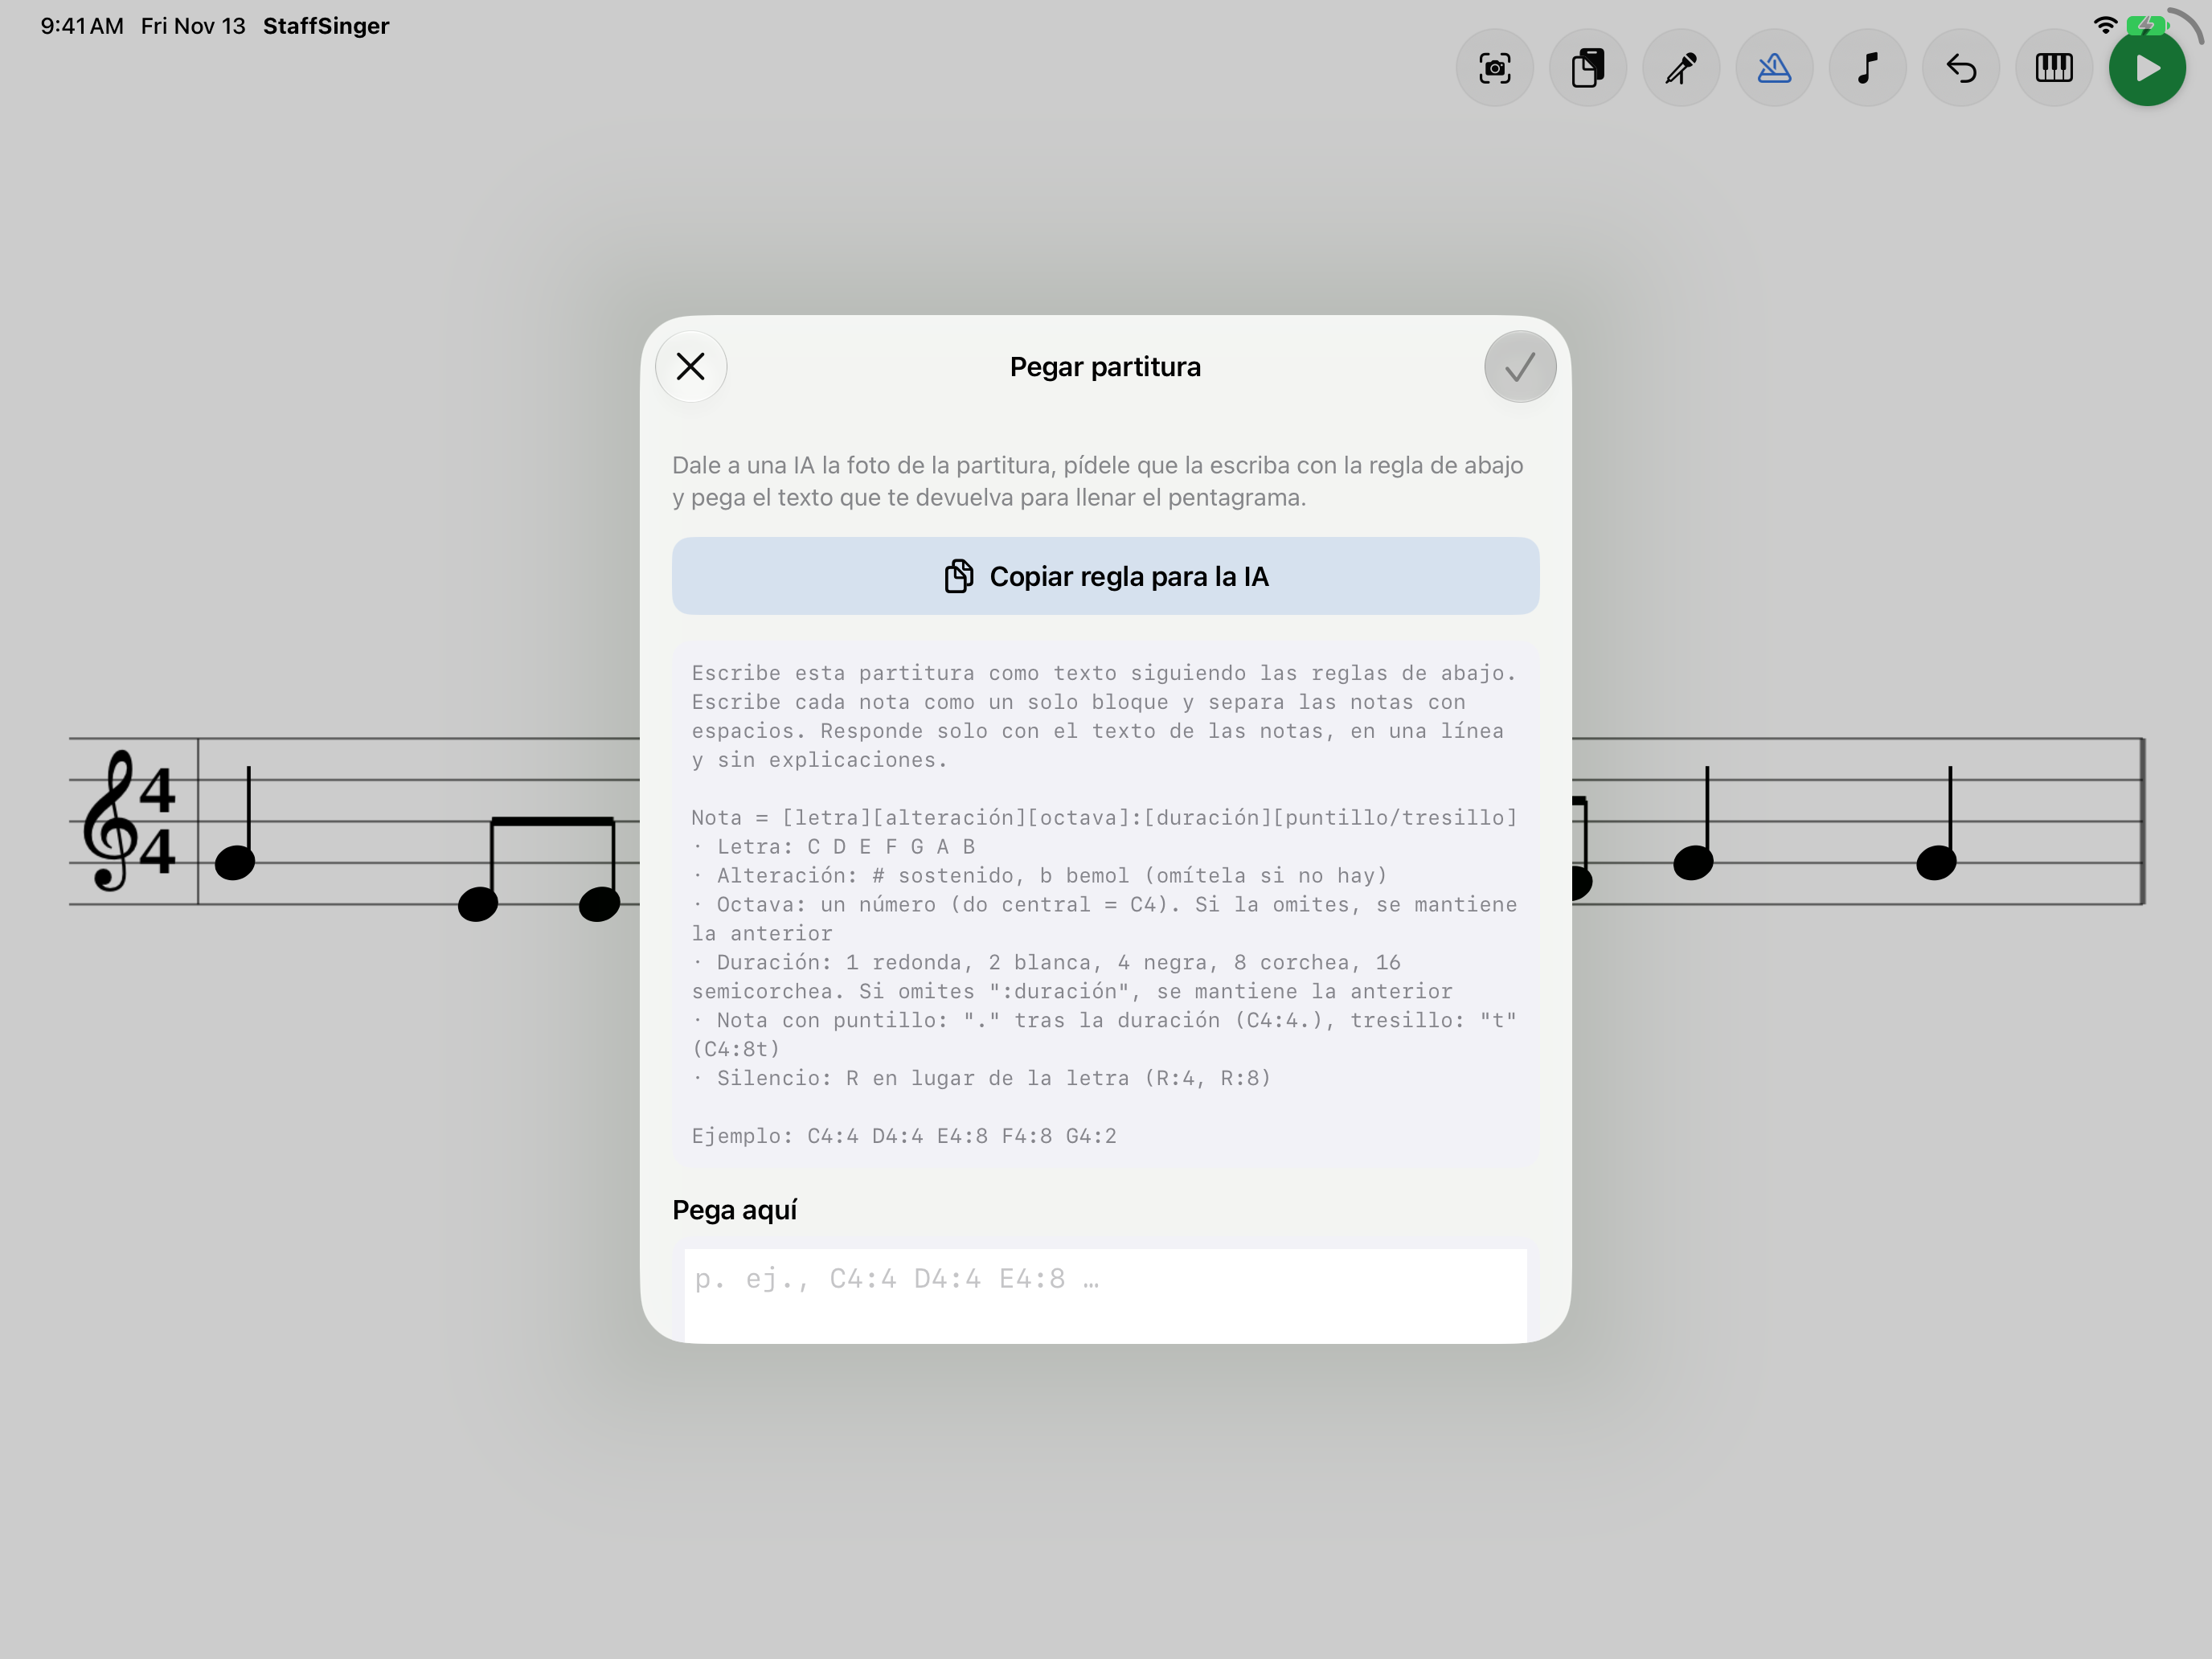 9:41 AM Fri Nov 13 StaffSinger
Pegar partitura
Dale a una IA la foto de la partitura, pídele que la escriba con la regla de abajo
y pega el texto que te devuelva para llenar el pentagrama.
Copiar regla para la IA
Escribe esta partitura como texto siguiendo las reglas de abajo.
Escribe cada nota como un solo bloque y separa las notas con
espacios. Responde solo con el texto de las notas, en una línea
y sin explicaciones.
Nota = [letra][alteración][octava]:[duración][puntillo/tresillo]
· Letra: C D E F G A B
· Alteración: # sostenido, b bemol (omítela si no hay)
· Octava: un número (do central = C4). Si la omites, se mantiene
la anterior
· Duración: 1 redonda, 2 blanca, 4 negra, 8 corchea, 16
semicorchea. Si omites ":duración", se mantiene la anterior
· Nota con puntillo: "." tras la duración (C4:4.), tresillo: "t"
(C4:8t)
· Silencio: R en lugar de la letra (R:4, R:8)
Ejemplo: C4:4 D4:4 E4:8 F4:8 G4:2
Pega aquí
p. ej., C4:4 D4:4 E4:8 …
4
4